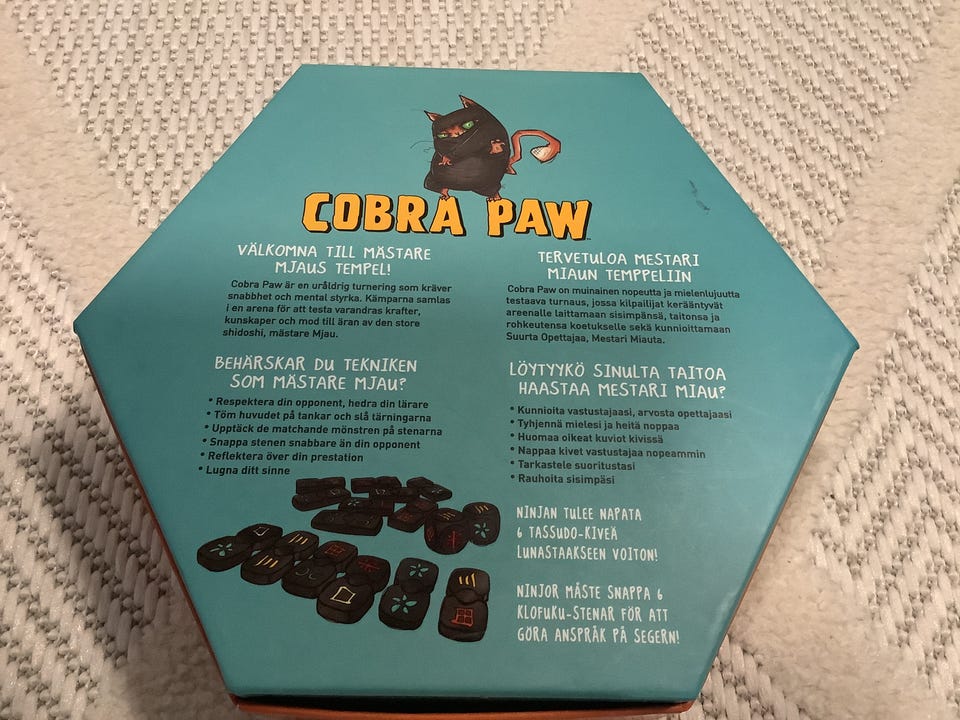 COBRA PAW™
VÄLKOMNA TILL MÄSTARE
MJAUS TEMPEL!
Cobra Paw är en uråldrig turnering som kräver
snabbhet och mental styrka. Kämparna samlas
i en arena för att testa varandras krafter,
kunskaper och mod till äran av den store
shidoshi, mästare Mjau.
BEHÄRSKAR DU TEKNIKEN
SOM MÄSTARE MJAU?
• Respektera din opponent, hedra din lärare
• Töm huvudet på tankar och slå tärningarna
• Upptäck de matchande mönstren på stenarna
• Snappa stenen snabbare än din opponent
• Reflektera över din prestation
• Lugna ditt sinne
TERVETULOA MESTARI
MIAUN TEMPPELIIN
Cobra Paw on muinainen nopeutta ja mielenlujuutta
testaava turnaus, jossa kilpailijat kerääntyvät
areenalle laittamaan sisimpänsä, taitonsa ja
rohkeutensa koetukselle sekä kunnioittamaan
Suurta Opettajaa, Mestari Miauta.
LÖYTYYKÖ SINULTA TAITOA
HAASTAA MESTARI MIAU?
• Kunnioita vastustajaasi, arvosta opettajaasi
• Tyhjennä mielesi ja heitä noppaa
• Huomaa oikeat kuviot kivissä
• Nappaa kivet vastustajaa nopeammin
• Tarkastele suoritustasi
• Rauhoita sisimpäsi
NINJAN TULEE NAPATA
6 TASSUDO-KIVEÄ
LUNASTAAKSEEN VOITON!
NINJOR MÅSTE SNAPPA 6
KLOFUKU-STENAR FÖR ATT
GÖRA ANSPRÅK PÅ SEGERN!